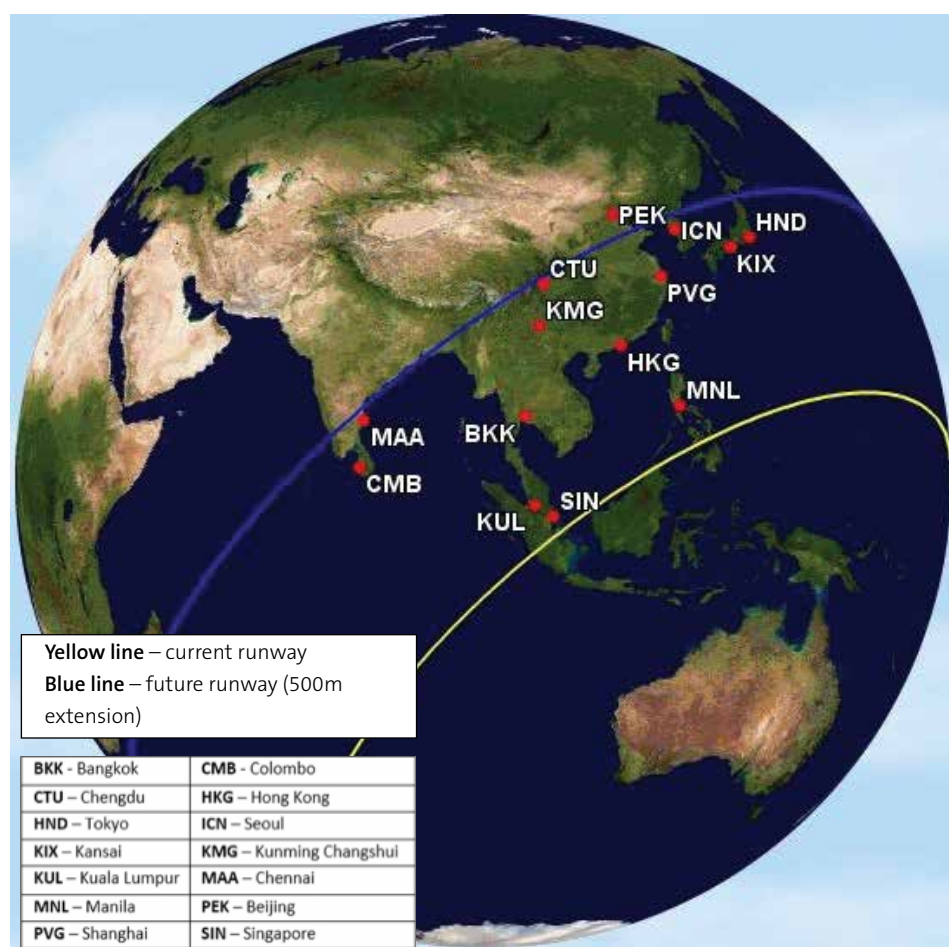 PEK
ICN
HND
KIX
CTU
PVG
KMG
HKG
MNL
BKK
MAA
CMB
SIN
KUL
Yellow line – current runway
Blue line – future runway (500m
extension)
BKK - Bangkok CMB - Colombo
CTU – Chengdu HKG – Hong Kong
HND – Tokyo ICN – Seoul
KIX – Kansai KMG – Kunming Changshui
KUL – Kuala Lumpur MAA – Chennai
MNL – Manila PEK – Beijing
PVG – Shanghai SIN – Singapore